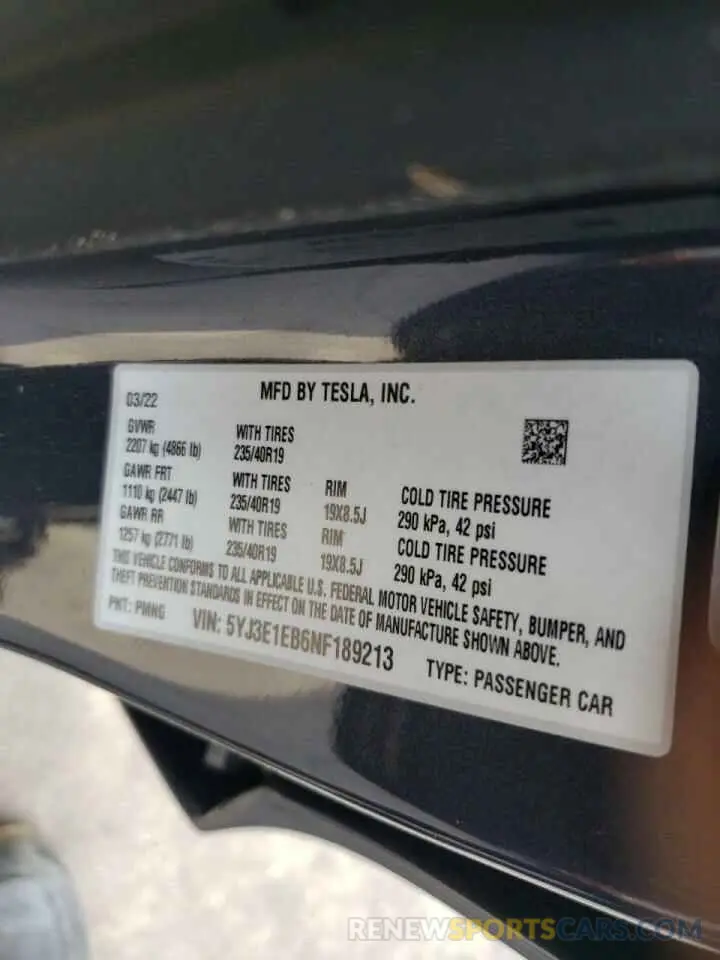 MFD BY TESLA, INC.
03/22
GVWR
2207 kg (4866 lb)
WITH TIRES
235/40R19
GAWR FRT
1110 kg (2447 lb)
WITH TIRES
235/40R19
RIM
19X8.5J
COLD TIRE PRESSURE
290 kPa, 42 psi
GAWR RR
1257 kg (2771 lb)
WITH TIRES
235/40R19
RIM
19X8.5J
COLD TIRE PRESSURE
290 kPa, 42 psi
THIS VEHICLE CONFORMS TO ALL APPLICABLE U.S. FEDERAL MOTOR VEHICLE SAFETY, BUMPER, AND
THEFT PREVENTION STANDARDS IN EFFECT ON THE DATE OF MANUFACTURE SHOWN ABOVE.
PNT: PMNG
VIN: 5YJ3E1EB6NF189213
TYPE: PASSENGER CAR
RENEWSPORTSCARS.COM